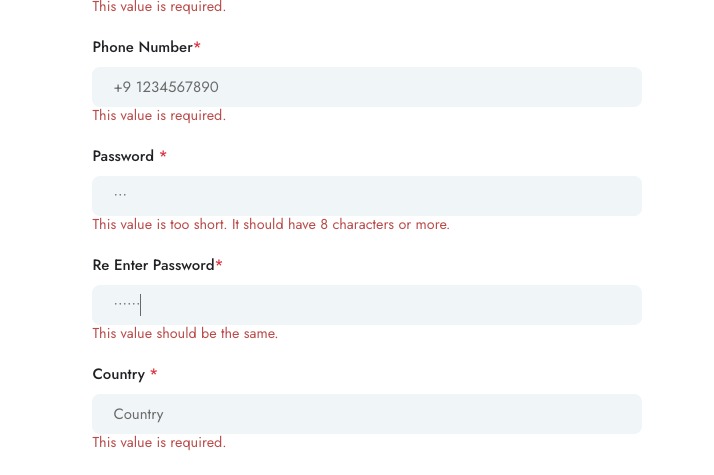 This value is required.
Phone Number*
+9 1234567890
This value is required.
Password *
···
This value is too short. It should have 8 characters or more.
Re Enter Password*
······
This value should be the same.
Country *
Country
This value is required.